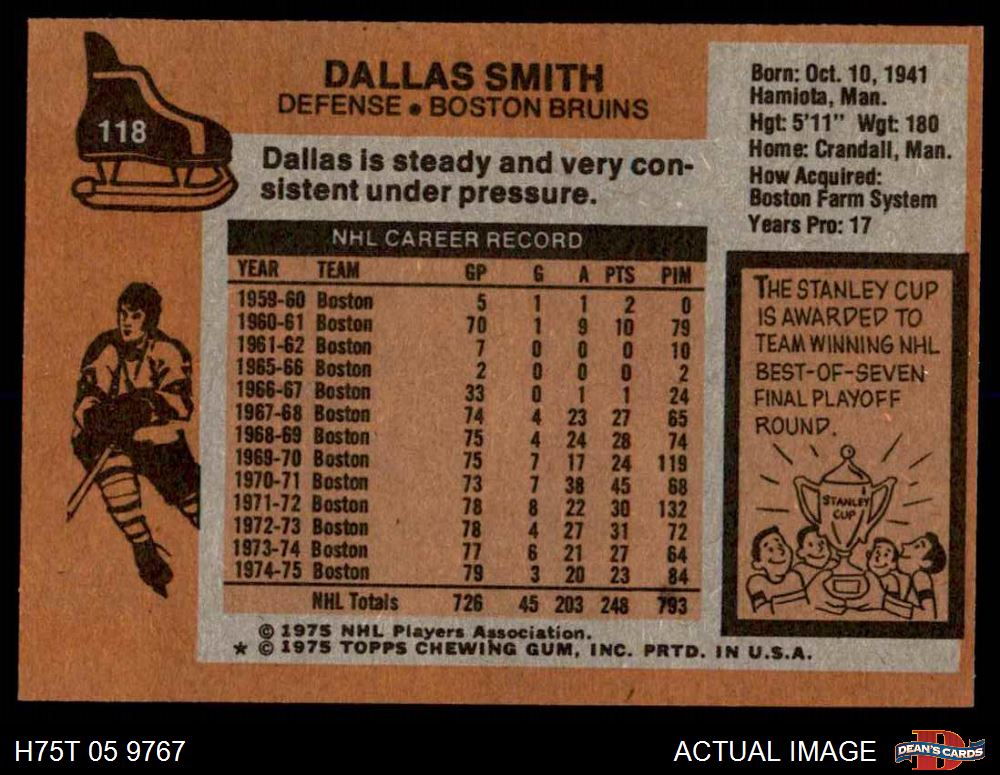 118
DALLAS SMITH
DEFENSE • BOSTON BRUINS
Dallas is steady and very con-
sistent under pressure.
Born: Oct. 10, 1941
Hamiota, Man.
Hgt: 5'11" Wgt: 180
Home: Crandall, Man.
How Acquired:
Boston Farm System
Years Pro: 17
NHL CAREER RECORD
YEAR TEAM GP G A PTS PIM
1959-60 Boston 5 1 1 2 0
1960-61 Boston 70 1 9 10 79
1961-62 Boston 7 0 0 0 10
1965-66 Boston 2 0 0 0 2
1966-67 Boston 33 0 1 1 24
1967-68 Boston 74 4 23 27 65
1968-69 Boston 75 4 24 28 74
1969-70 Boston 75 7 17 24 119
1970-71 Boston 73 7 38 45 68
1971-72 Boston 78 8 22 30 132
1972-73 Boston 78 4 27 31 72
1973-74 Boston 77 6 21 27 64
1974-75 Boston 79 3 20 23 84
NHL Totals 726 45 203 248 793
© 1975 NHL Players Association.
* © 1975 TOPPS CHEWING GUM, INC. PRTD. IN U.S.A.
THE STANLEY CUP
IS AWARDED TO
TEAM WINNING NHL
BEST-OF-SEVEN
FINAL PLAYOFF
ROUND.
STANLEY
CUP
H75T 05 9767
ACTUAL IMAGE
DEAN'S CARDS